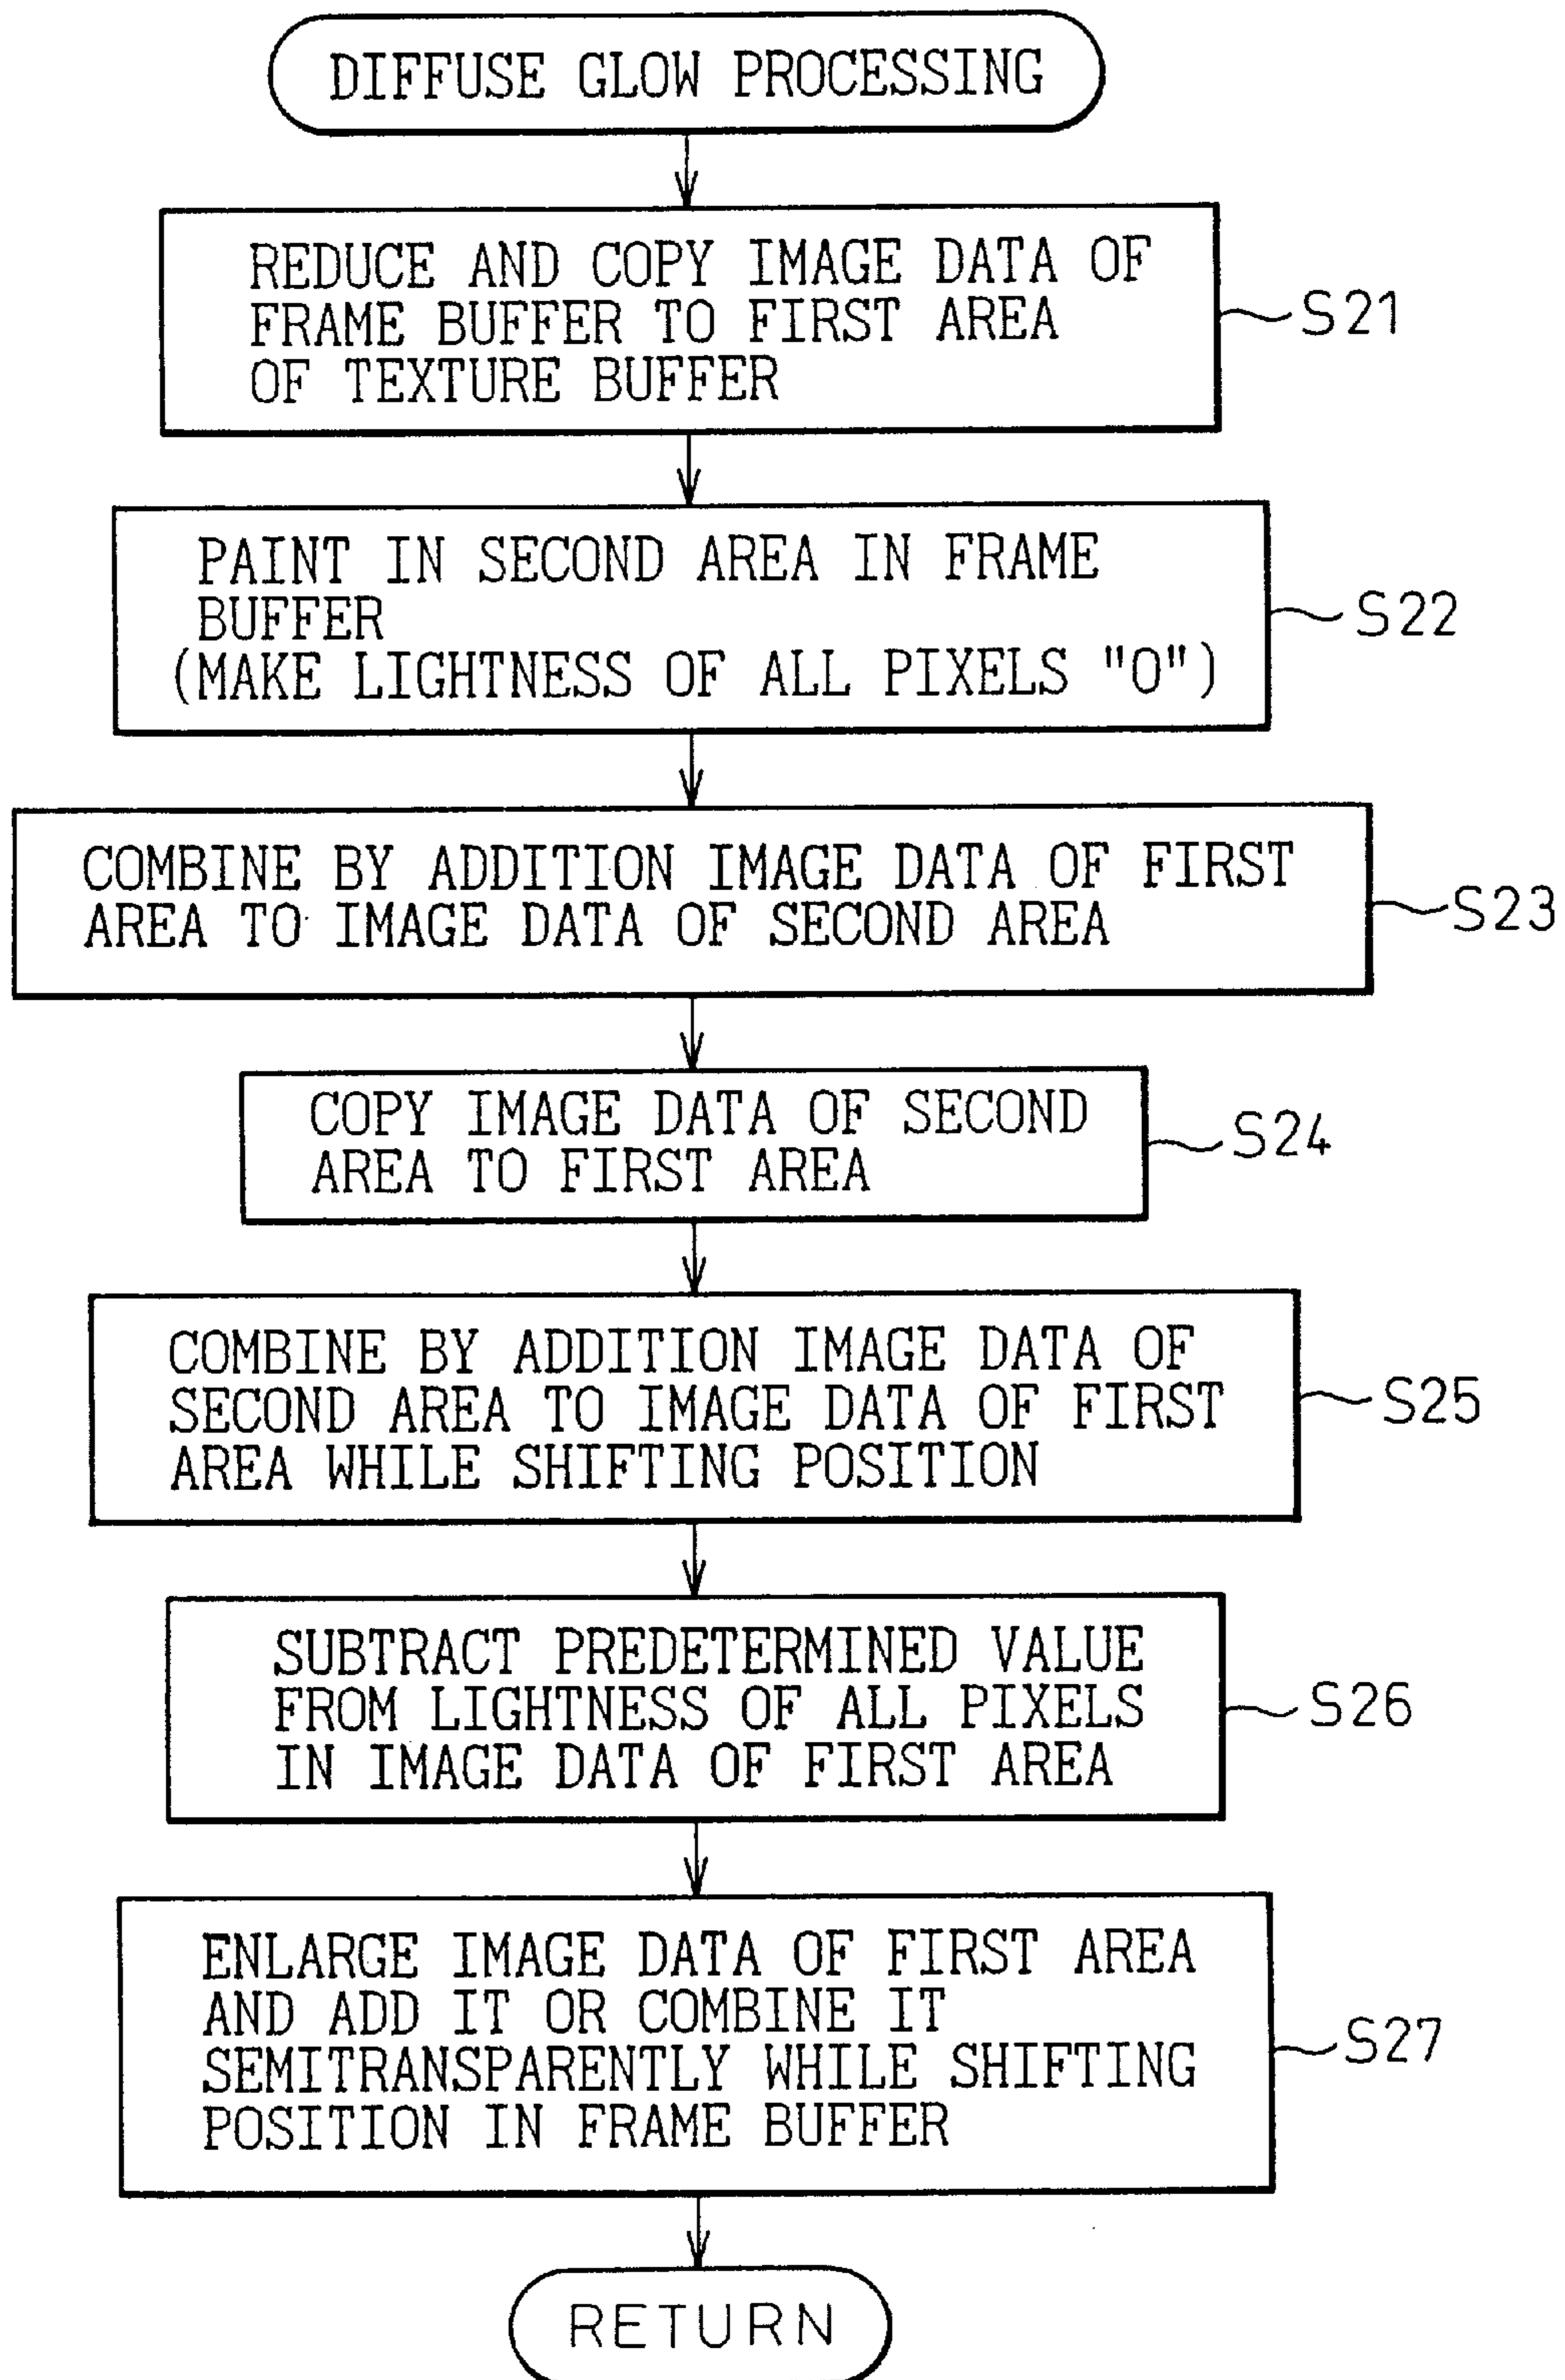 DIFFUSE GLOW PROCESSING
REDUCE AND COPY IMAGE DATA OF
FRAME BUFFER TO FIRST AREA
OF TEXTURE BUFFER
S21
PAINT IN SECOND AREA IN FRAME
BUFFER
(MAKE LIGHTNESS OF ALL PIXELS "0")
S22
COMBINE BY ADDITION IMAGE DATA OF FIRST
AREA TO IMAGE DATA OF SECOND AREA
S23
COPY IMAGE DATA OF SECOND
AREA TO FIRST AREA
S24
COMBINE BY ADDITION IMAGE DATA OF
SECOND AREA TO IMAGE DATA OF FIRST
AREA WHILE SHIFTING POSITION
S25
SUBTRACT PREDETERMINED VALUE
FROM LIGHTNESS OF ALL PIXELS
IN IMAGE DATA OF FIRST AREA
S26
ENLARGE IMAGE DATA OF FIRST AREA
AND ADD IT OR COMBINE IT
SEMITRANSPARENTLY WHILE SHIFTING
POSITION IN FRAME BUFFER
S27
RETURN